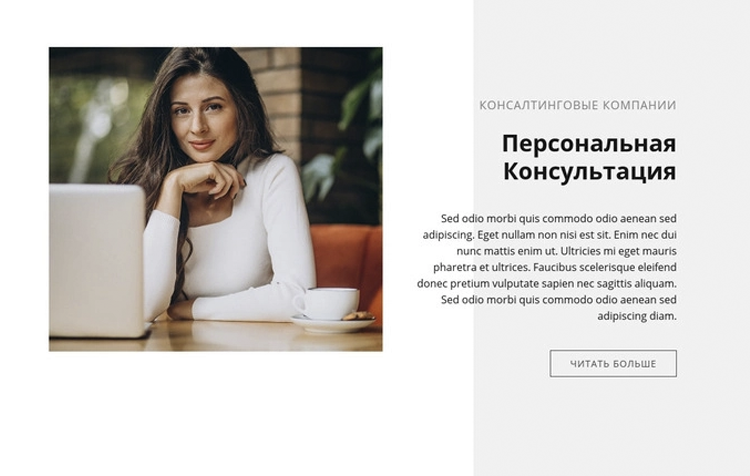 КОНСАЛТИНГОВЫЕ КОМПАНИИ
Персональная
Консультация
Sed odio morbi quis commodo odio aenean sed
adipiscing. Eget nullam non nisi est sit. Enim nec dui
nunc mattis enim ut. Ultricies mi eget mauris
pharetra et ultrices. Faucibus scelerisque eleifend
donec pretium vulputate sapien nec sagittis aliquam.
Sed odio morbi quis commodo odio aenean sed
adipiscing diam.
ЧИТАТЬ БОЛЬШЕ